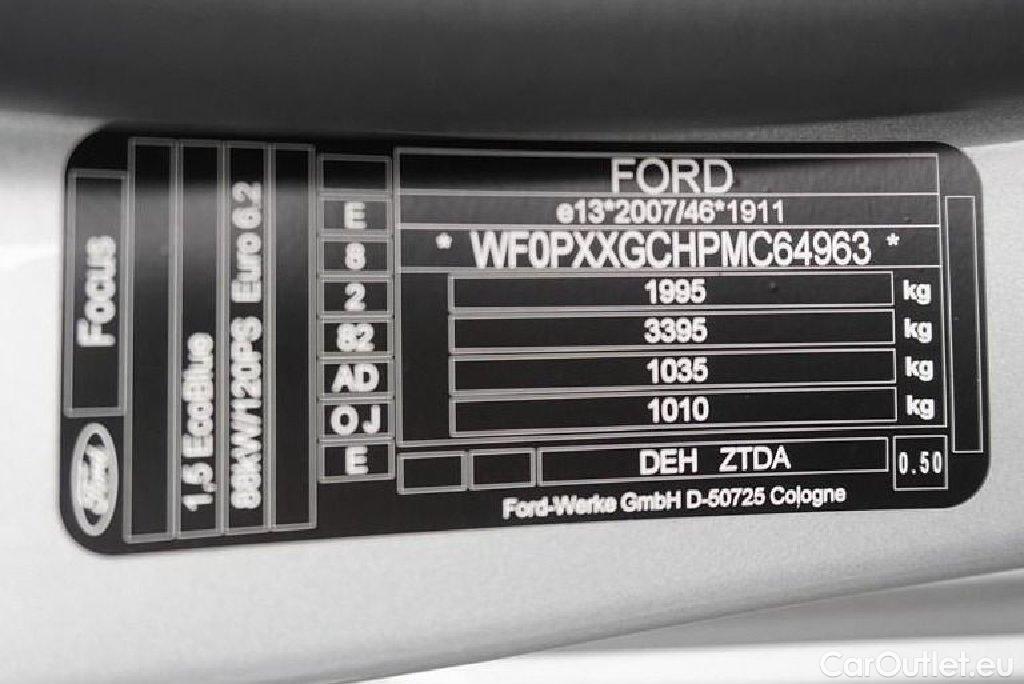 Focus
Ford
1,5 EcoBlue
88kW/120PS Euro 6.2
E
8
2
82
AD
OJ
E
FORD
e13*2007/46*1911
* WF0PXXGCHPMC64963 *
1995 kg
3395 kg
1035 kg
1010 kg
DEH ZTDA 0.50
Ford-Werke GmbH D-50725 Cologne
CarOutlet.eu